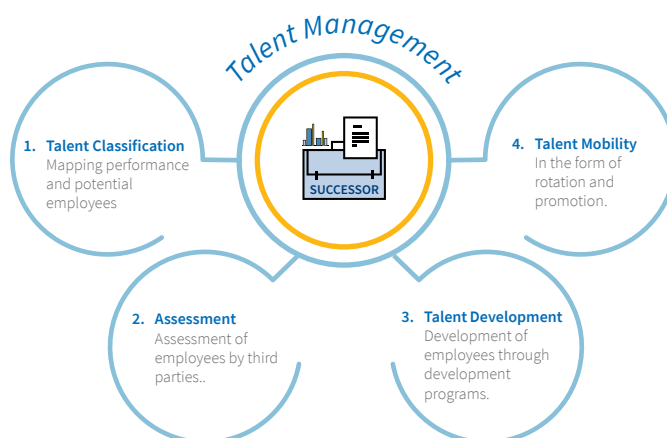 Talent Management
SUCCESSOR
1. Talent Classification
Mapping performance
and potential
employees
2. Assessment
Assessment of
employees by third
parties..
3. Talent Development
Development of
employees through
development
programs.
4. Talent Mobility
In the form of
rotation and
promotion.